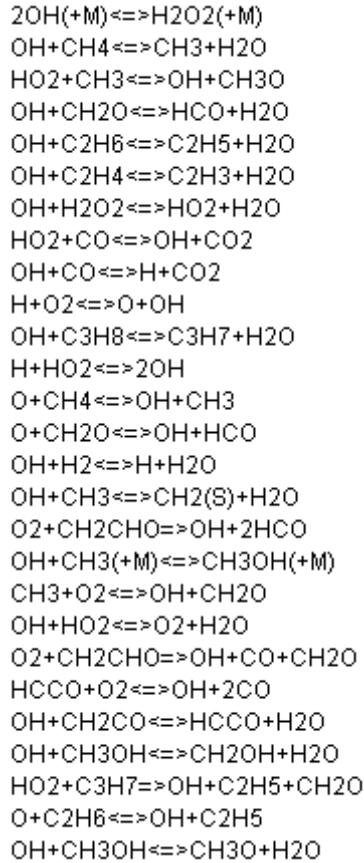 2OH(+M)<=>H2O2(+M)
OH+CH4<=>CH3+H2O
HO2+CH3<=>OH+CH3O
OH+CH2O<=>HCO+H2O
OH+C2H6<=>C2H5+H2O
OH+C2H4<=>C2H3+H2O
OH+H2O2<=>HO2+H2O
HO2+CO<=>OH+CO2
OH+CO<=>H+CO2
H+O2<=>O+OH
OH+C3H8<=>C3H7+H2O
H+HO2<=>2OH
O+CH4<=>OH+CH3
O+CH2O<=>OH+HCO
OH+H2<=>H+H2O
OH+CH3<=>CH2(S)+H2O
O2+CH2CHO=>OH+2HCO
OH+CH3(+M)<=>CH3OH(+M)
CH3+O2<=>OH+CH2O
OH+HO2<=>O2+H2O
O2+CH2CHO=>OH+CO+CH2O
HCCO+O2<=>OH+2CO
OH+CH2CO<=>HCCO+H2O
OH+CH3OH<=>CH2OH+H2O
HO2+C3H7=>OH+C2H5+CH2O
O+C2H6<=>OH+C2H5
OH+CH3OH<=>CH3O+H2O